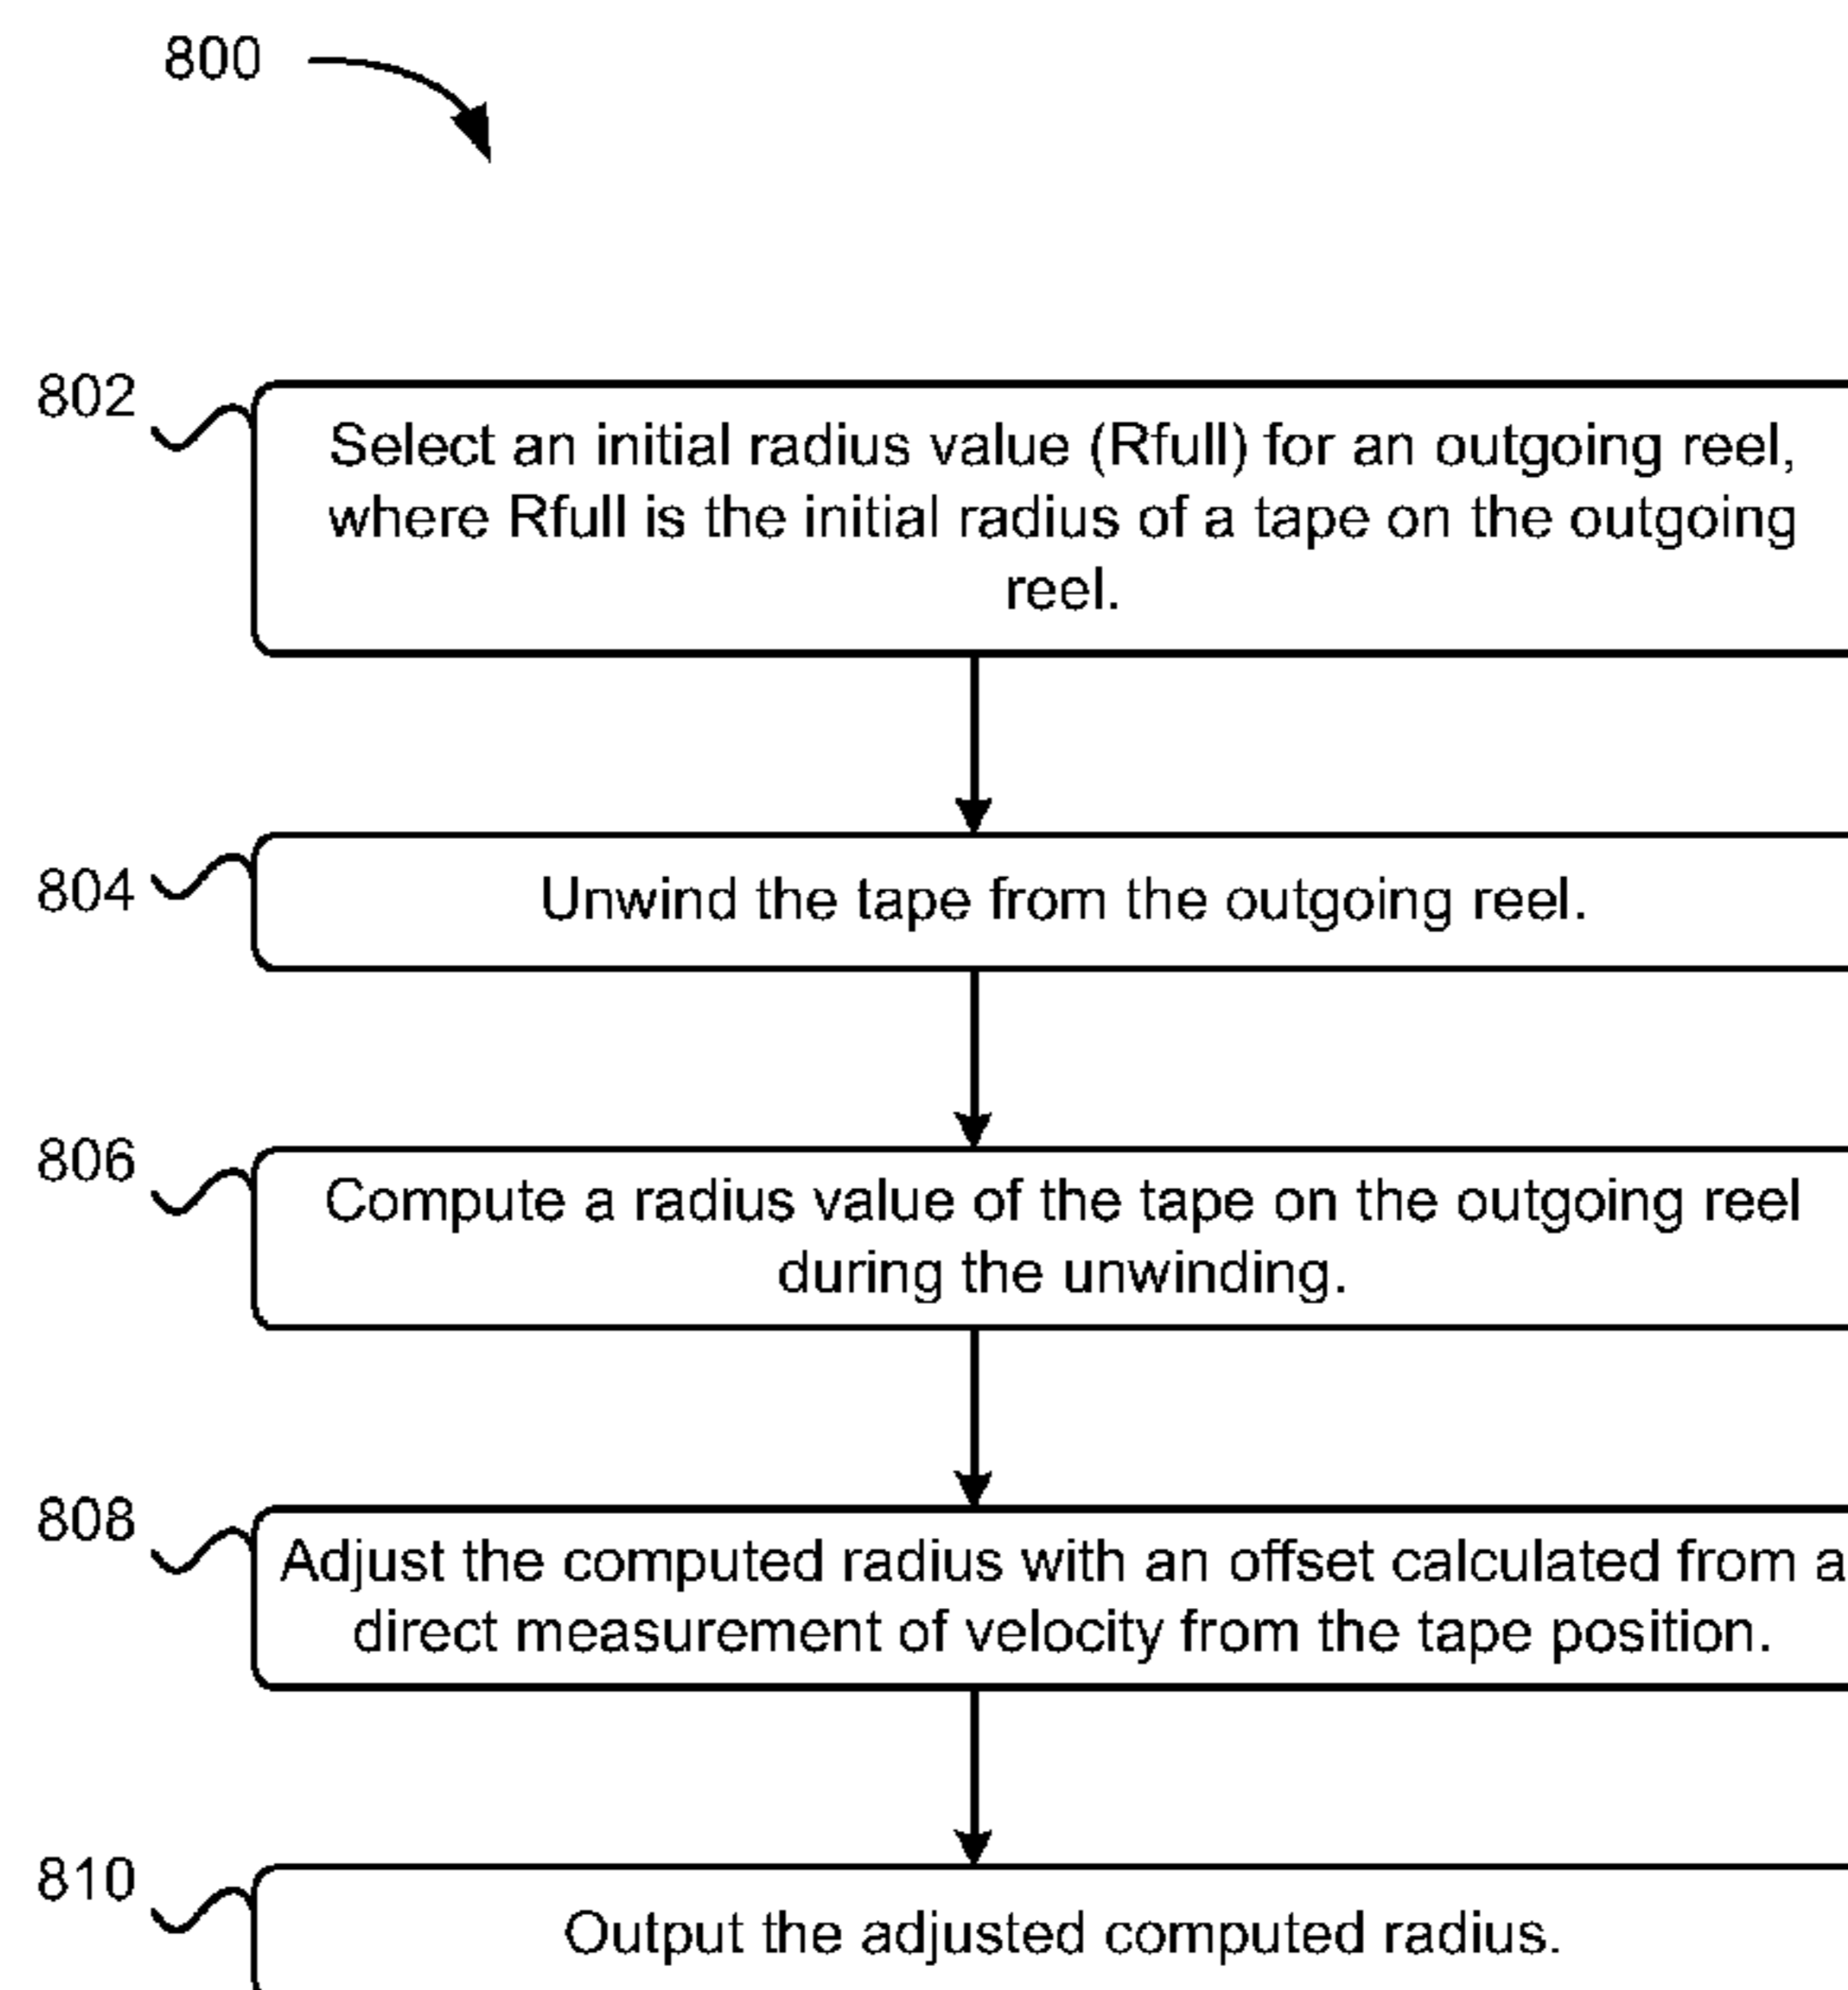 800
802
Select an initial radius value (Rfull) for an outgoing reel,
where Rfull is the initial radius of a tape on the outgoing
reel.
804
Unwind the tape from the outgoing reel.
806
Compute a radius value of the tape on the outgoing reel
during the unwinding.
808
Adjust the computed radius with an offset calculated from a
direct measurement of velocity from the tape position.
810
Output the adjusted computed radius.